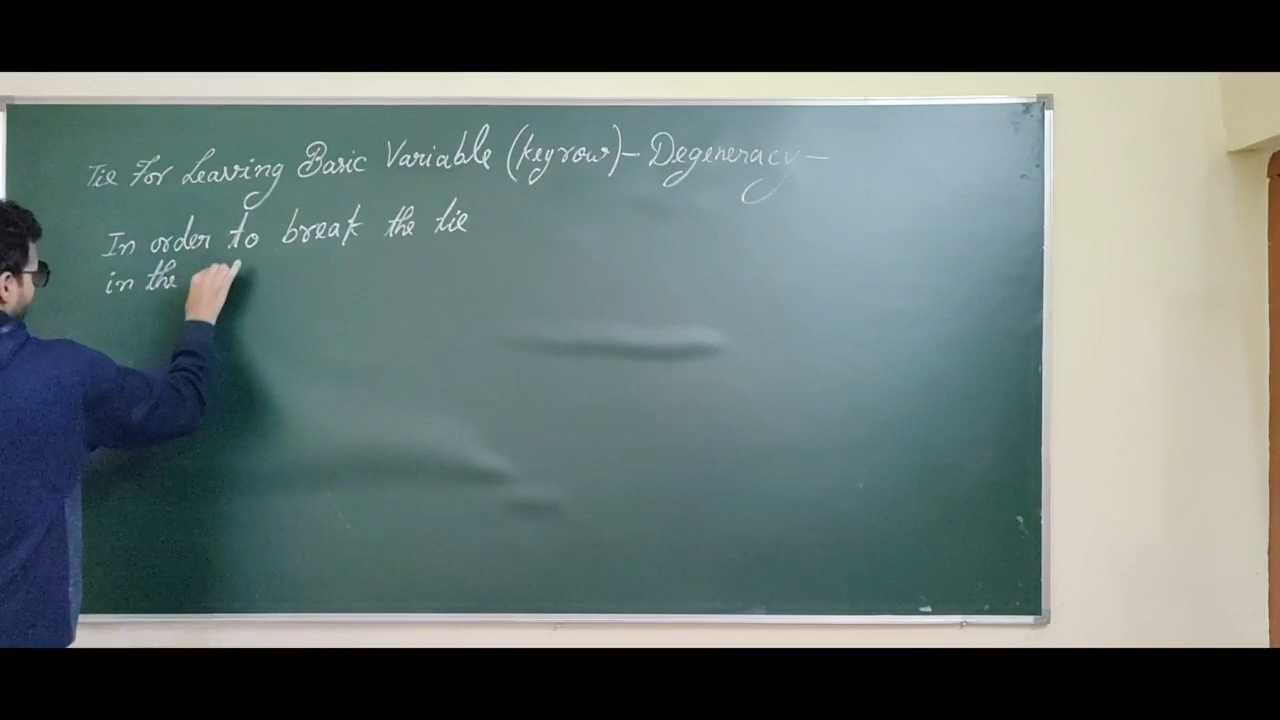 Tie For Leaving Basic Variable (key row) - Degeneracy -
In order to break the tie
in the